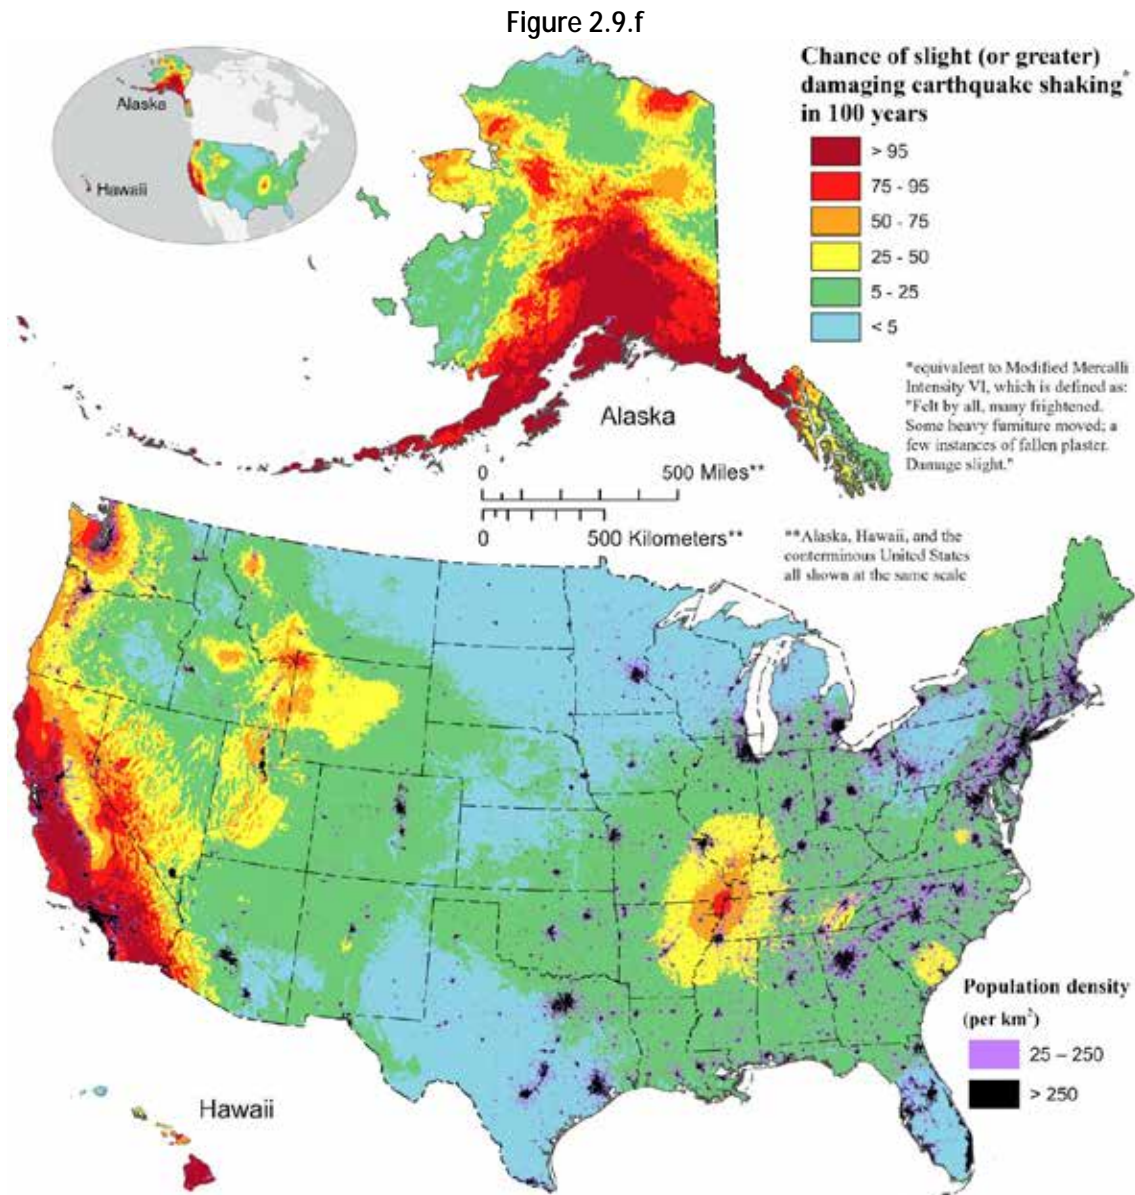 Figure 2.9.f
Chance of slight (or greater)
damaging earthquake shaking*
in 100 years
> 95
75 - 95
50 - 75
25 - 50
5 - 25
< 5
*equivalent to Modified Mercalli
Intensity VI, which is defined as:
"Felt by all, many frightened.
Some heavy furniture moved; a
few instances of fallen plaster.
Damage slight."
Alaska
Hawaii
Alaska
0 500 Miles**
0 500 Kilometers**
**Alaska, Hawaii, and the
conterminous United States
all shown at the same scale
Population density
(per km²)
25 – 250
> 250
Hawaii